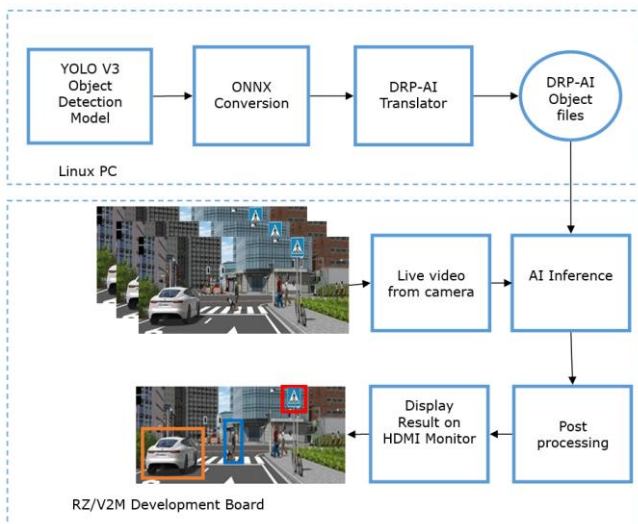 YOLO V3
Object
Detection
Model
ONNX
Conversion
DRP-AI
Translator
DRP-AI
Object
files
Linux PC
Live video
from camera
AI Inference
Display
Result on
HDMI Monitor
Post
processing
RZ/V2M Development Board